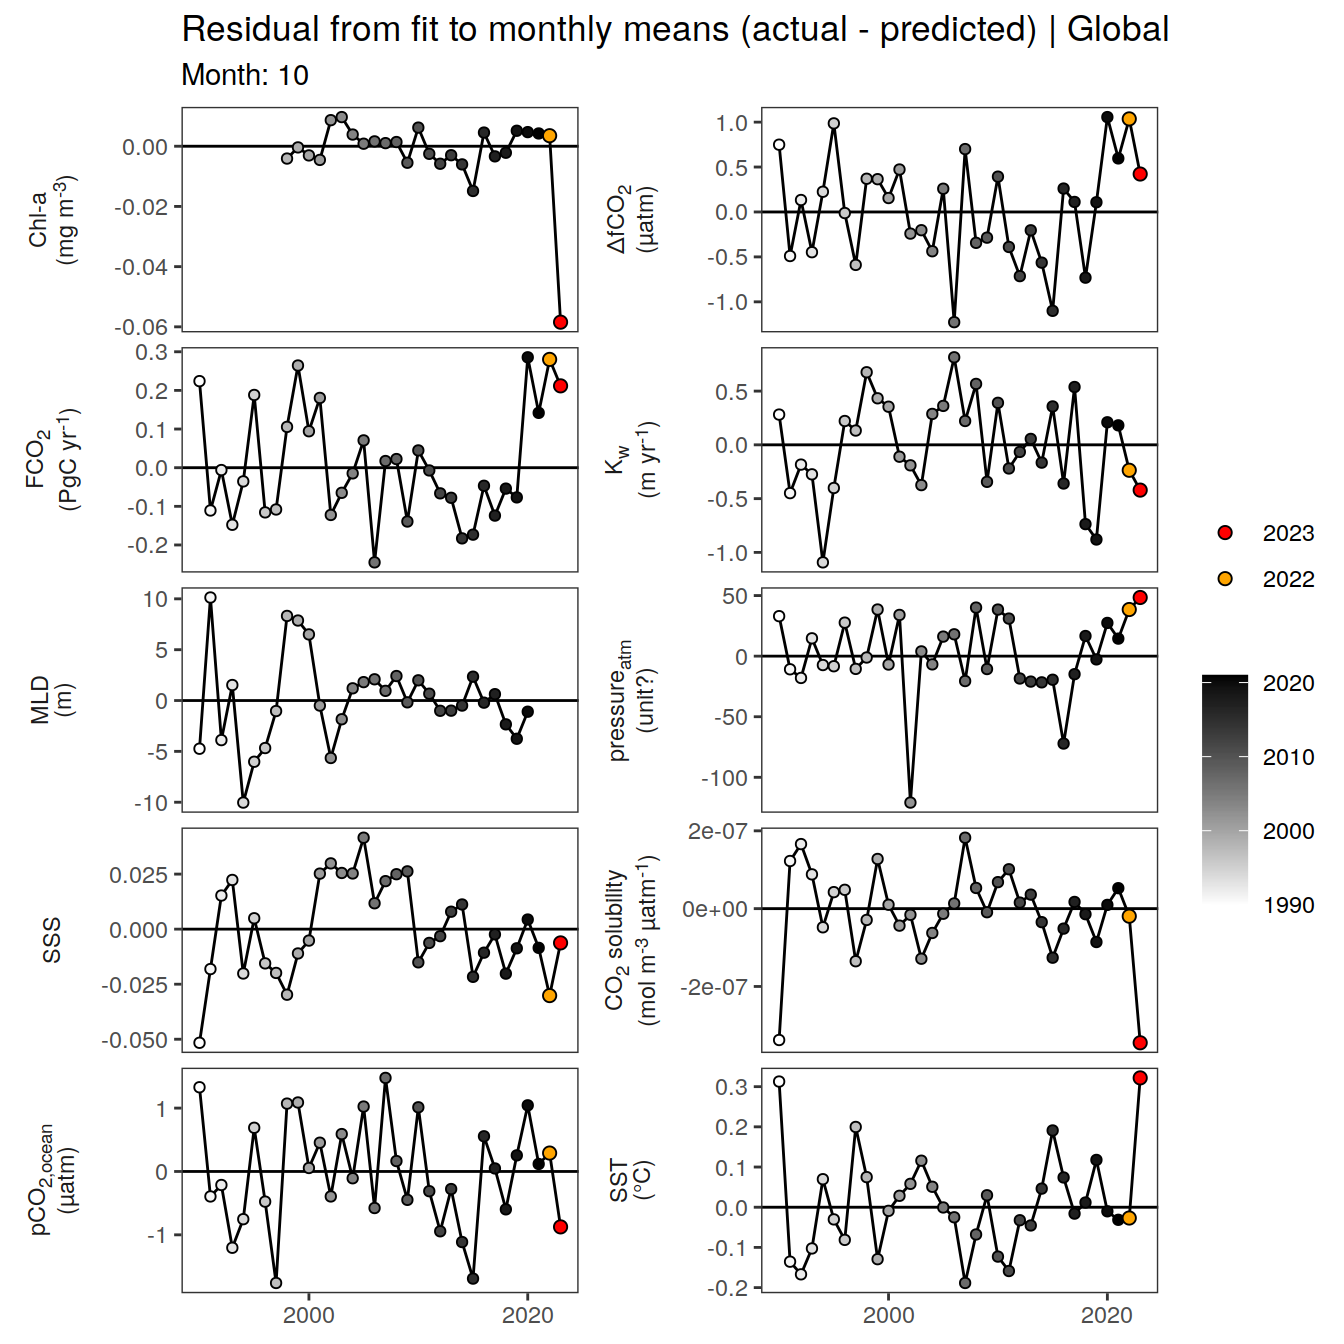 Residual from fit to monthly means (actual - predicted) | Global
Month: 10
Chl-a
(mg m⁻³)
0.00
-0.02
-0.04
-0.06
ΔfCO₂
(µatm)
1.0
0.5
0.0
-0.5
-1.0
FCO₂
(PgC yr⁻¹)
0.3
0.2
0.1
0.0
-0.1
-0.2
K_w
(m yr⁻¹)
0.5
0.0
-0.5
-1.0
MLD
(m)
10
5
0
-5
-10
pressure_atm
(unit?)
50
0
-50
-100
SSS
0.025
0.000
-0.025
-0.050
CO₂ solubility
(mol m⁻³ µatm⁻¹)
2e-07
0e+00
-2e-07
pCO₂,ocean
(µatm)
1
0
-1
SST
(°C)
0.3
0.2
0.1
0.0
-0.1
-0.2
2000
2020
2000
2020
2023
2022
2020
2010
2000
1990